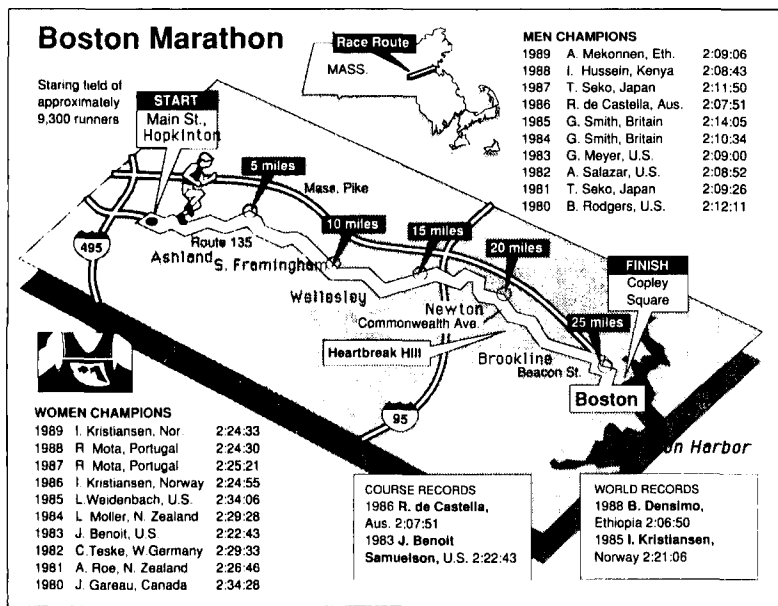 Boston Marathon
Staring field of
approximately
9,300 runners
START
Main St.,
Hopkinton
Race Route
MASS.
MEN CHAMPIONS
1989 A. Mekonnen, Eth. 2:09:06
1988 I. Hussein, Kenya 2:08:43
1987 T. Seko, Japan 2:11:50
1986 R. de Castella, Aus. 2:07:51
1985 G. Smith, Britain 2:14:05
1984 G. Smith, Britain 2:10:34
1983 G. Meyer, U.S. 2:09:00
1982 A. Salazar, U.S. 2:08:52
1981 T. Seko, Japan 2:09:26
1980 B. Rodgers, U.S. 2:12:11
5 miles
Mass. Pike
10 miles
15 miles
20 miles
495
Route 135
Ashland
S. Framingham
Wellesley
Newton
Commonwealth Ave.
FINISH
Copley
Square
25 miles
Heartbreak Hill
Brookline
Beacon St.
Boston
95
on Harbor
WOMEN CHAMPIONS
1989 I. Kristiansen, Nor. 2:24:33
1988 R Mota, Portugal 2:24:30
1987 R Mota, Portugal 2:25:21
1986 I. Kristiansen, Norway 2:24:55
1985 L.Weidenbach, U.S. 2:34:06
1984 L Moller, N. Zealand 2:29:28
1983 J. Benoit, U.S 2:22:43
1982 C.Teske, W.Germany 2:29:33
1981 A. Roe, N. Zealand 2:26:46
1980 J. Gareau, Canada 2:34:28
COURSE RECORDS
1986 R. de Castella,
Aus. 2:07:51
1983 J. Benoit
Samuelson, U.S. 2:22:43
WORLD RECORDS
1988 B. Densimo,
Ethiopia 2:06:50
1985 I. Kristiansen,
Norway 2:21:06